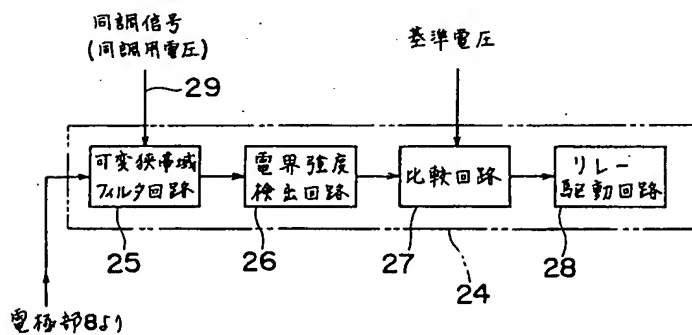 同調信号
(同調用電圧)
29
基準電圧
可変狭帯域
フィルタ回路
電界強度
検出回路
比較回路
リレー
駆動回路
25
26
27
24
28
電極部8より